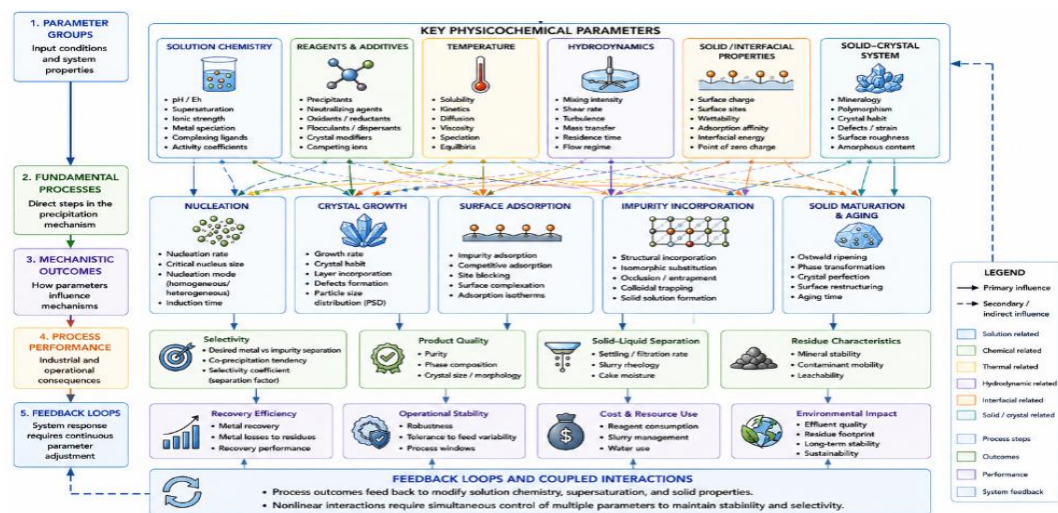 1. PARAMETER
GROUPS
Input conditions
and system
properties
2. FUNDAMENTAL
PROCESSES
Direct steps in the
precipitation
mechanism
3. MECHANISTIC
OUTCOMES
How parameters
influence
mechanisms
4. PROCESS
PERFORMANCE
Industrial and
operational
consequences
5. FEEDBACK LOOPS
System response
requires continuous
parameter
adjustment
KEY PHYSICOCHEMICAL PARAMETERS
SOLUTION CHEMISTRY
• pH / Eh
• Supersaturation
• Ionic strength
• Metal speciation
• Complexing ligands
• Activity coefficients
REAGENTS & ADDITIVES
• Precipitants
• Neutralizing agents
• Oxidants / reductants
• Flocculants / dispersants
• Crystal modifiers
• Competing ions
TEMPERATURE
• Solubility
• Kinetics
• Diffusion
• Viscosity
• Speciation
• Equilbiria
HYDRODYNAMICS
• Mixing intensity
• Shear rate
• Turbulence
• Mass transfer
• Residence time
• Flow regime
SOLID / INTERFACIAL
PROPERTIES
• Surface charge
• Surface sites
• Wettability
• Adsorption affinity
• Interfacial energy
• Point of zero charge
SOLID–CRYSTAL
SYSTEM
• Mineralogy
• Polymorphism
• Crystal habit
• Defects / strain
• Surface roughness
• Amorphous content
NUCLEATION
• Nucleation rate
• Critical nucleus size
• Nucleation mode
(homogeneous/
heterogeneous)
• Induction time
CRYSTAL GROWTH
• Growth rate
• Crystal habit
• Layer incorporation
• Defects formation
• Particle size
distribution (PSD)
SURFACE ADSORPTION
• Impurity adsorption
• Competitive adsorption
• Site blocking
• Surface complexation
• Adsorption isotherms
IMPURITY INCORPORATION
• Structural incorporation
• Isomorphic substitution
• Occlusion / entrapment
• Colloidal trapping
• Solid solution formation
SOLID MATURATION
& AGING
• Ostwald ripening
• Phase transformation
• Crystal perfection
• Surface restructuring
• Aging time
Selectivity
• Desired metal vs impurity separation
• Co-precipitation tendency
• Selectivity coefficient
(separation factor)
Product Quality
• Purity
• Phase composition
• Crystal size / morphology
Solid–Liquid Separation
• Settling / filtration rate
• Slurry rheology
• Cake moisture
Residue Characteristics
• Mineral stability
• Contaminant mobility
• Leachability
Recovery Efficiency
• Metal recovery
• Metal losses to residues
• Recovery performance
Operational Stability
• Robustness
• Tolerance to feed variability
• Process windows
Cost & Resource Use
• Reagent consumption
• Slurry management
• Water use
Environmental Impact
• Effluent quality
• Residue footprint
• Long-term stability
• Sustainability
FEEDBACK LOOPS AND COUPLED INTERACTIONS
• Process outcomes feed back to modify solution chemistry, supersaturation, and solid properties.
• Nonlinear interactions require simultaneous control of multiple parameters to maintain stability and selectivity.
LEGEND
Primary influence
Secondary /
indirect influence
Solution related
Chemical related
Thermal related
Hydrodynamic related
Interfacial related
Solid / crystal related
Process steps
Outcomes
Performance
System feedback
$